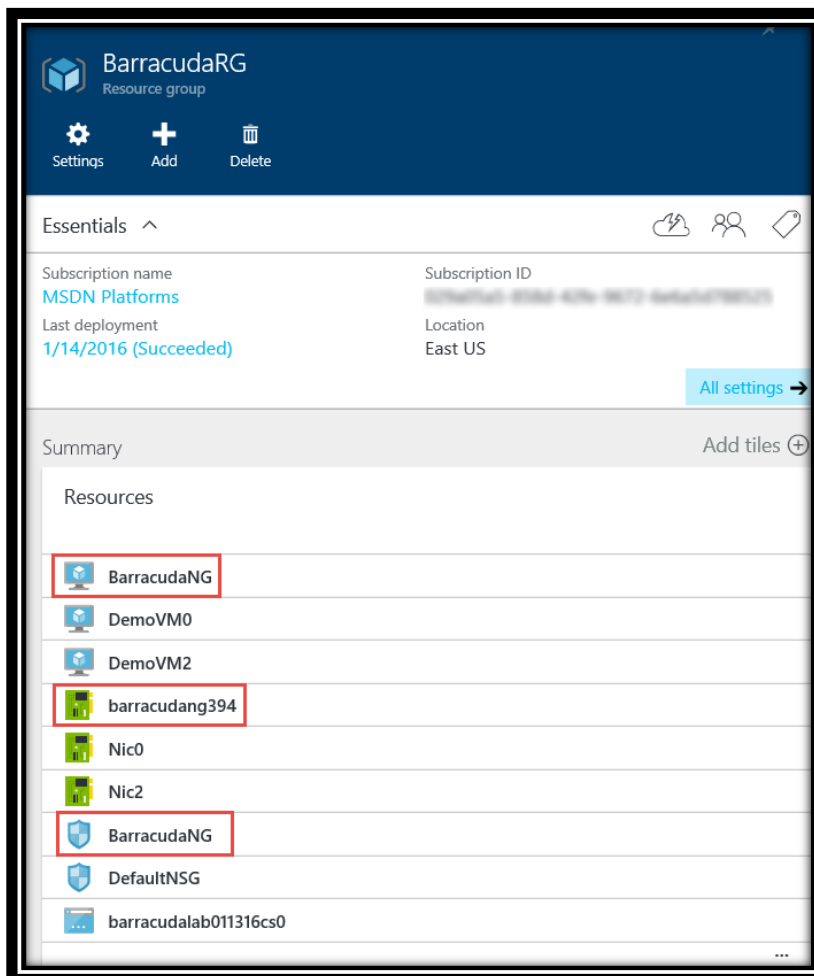 BarracudaRG
Resource group
Settings Add Delete
Essentials
Subscription name Subscription ID
MSDN Platforms
Last deployment Location
1/14/2016 (Succeeded) East US
All settings
Summary Add tiles
Resources
BarracudaNG
DemoVM0
DemoVM2
barracudang394
Nic0
Nic2
BarracudaNG
DefaultNSG
barracudalab011316cs0
...